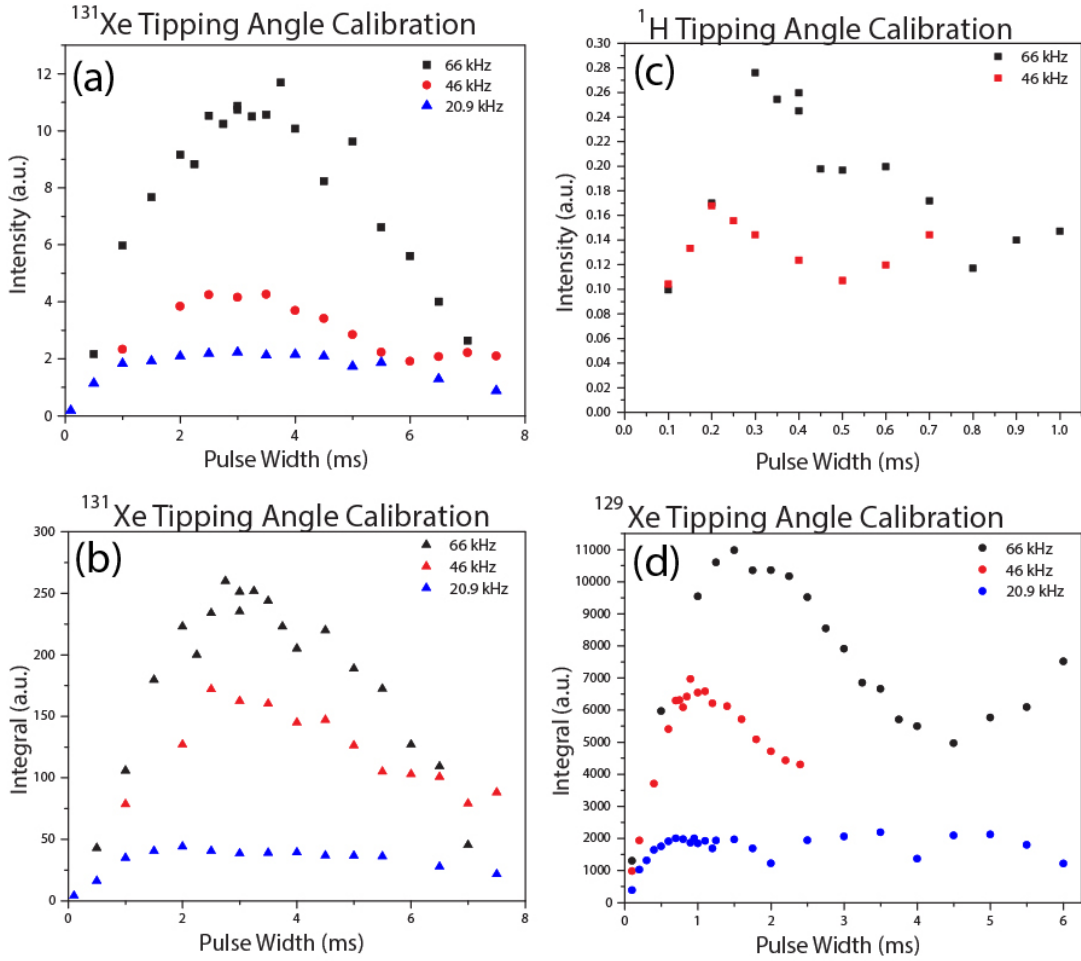 ¹³¹Xe Tipping Angle Calibration
(a)
66 kHz
46 kHz
20.9 kHz
12
10
8
6
4
2
0
Intensity (a.u.)
0 2 4 6 8
Pulse Width (ms)
¹H Tipping Angle Calibration
(c)
66 kHz
46 kHz
0.30
0.28
0.26
0.24
0.22
0.20
0.18
0.16
0.14
0.12
0.10
0.08
0.06
0.04
0.02
0.00
Intensity (a.u.)
0.0 0.1 0.2 0.3 0.4 0.5 0.6 0.7 0.8 0.9 1.0
Pulse Width (ms)
¹³¹Xe Tipping Angle Calibration
(b)
66 kHz
46 kHz
20.9 kHz
300
250
200
150
100
50
0
Integral (a.u.)
0 2 4 6 8
Pulse Width (ms)
¹²⁹Xe Tipping Angle Calibration
(d)
66 kHz
46 kHz
20.9 kHz
11000
10000
9000
8000
7000
6000
5000
4000
3000
2000
1000
0
Integral (a.u.)
0 1 2 3 4 5 6
Pulse Width (ms)